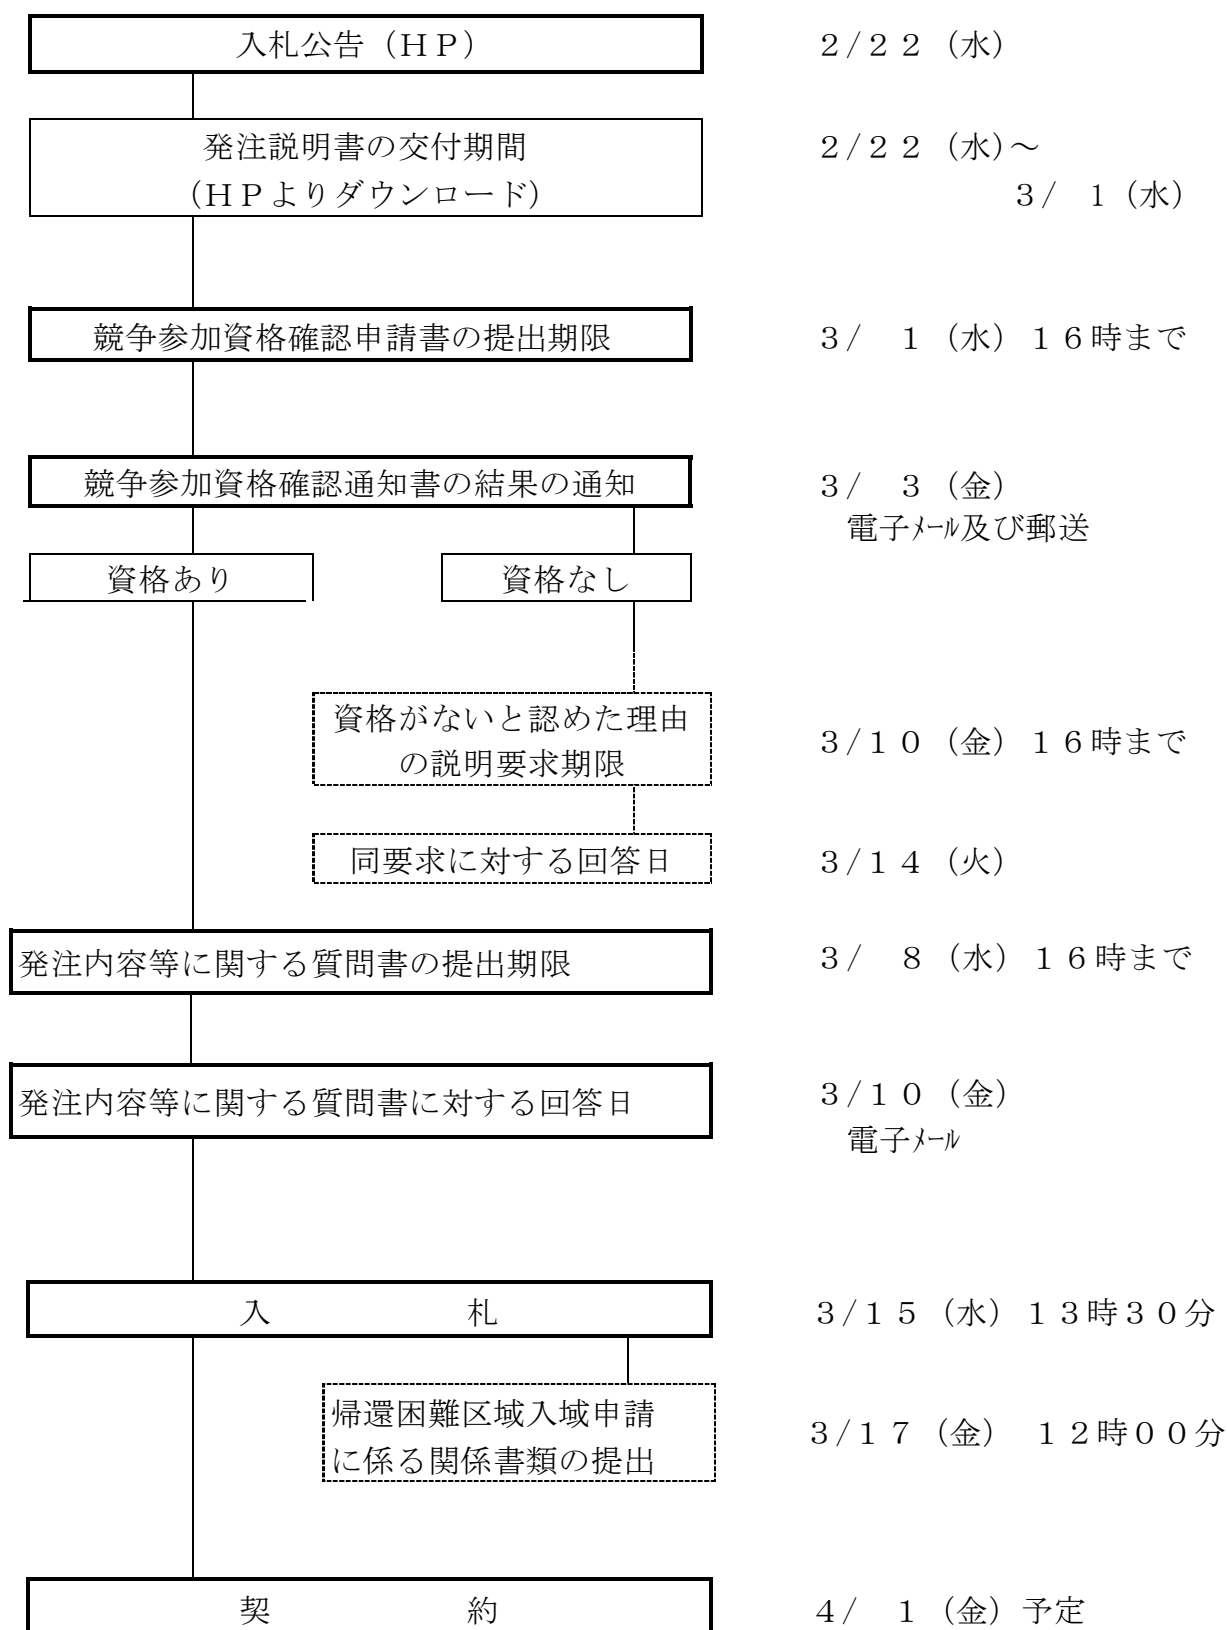 入札公告（ＨＰ） ２/２２（水）
発注説明書の交付期間 ２/２２（水）～
（ＨＰよりダウンロード） ３/　１（水）
競争参加資格確認申請書の提出期限 ３/　１（水）１６時まで
競争参加資格確認通知書の結果の通知 ３/　３（金）
電子ﾒｰﾙ及び郵送
資格あり 資格なし
資格がないと認めた理由
の説明要求期限 ３/１０（金）１６時まで
同要求に対する回答日 ３/１４（火）
発注内容等に関する質問書の提出期限 ３/　８（水）１６時まで
発注内容等に関する質問書に対する回答日 ３/１０（金）
電子ﾒｰﾙ
入　　　　　　札 ３/１５（水）１３時３０分
帰還困難区域入域申請
に係る関係書類の提出 ３/１７（金）　１２時００分
契　　　　　　約 ４/　１（金）予定